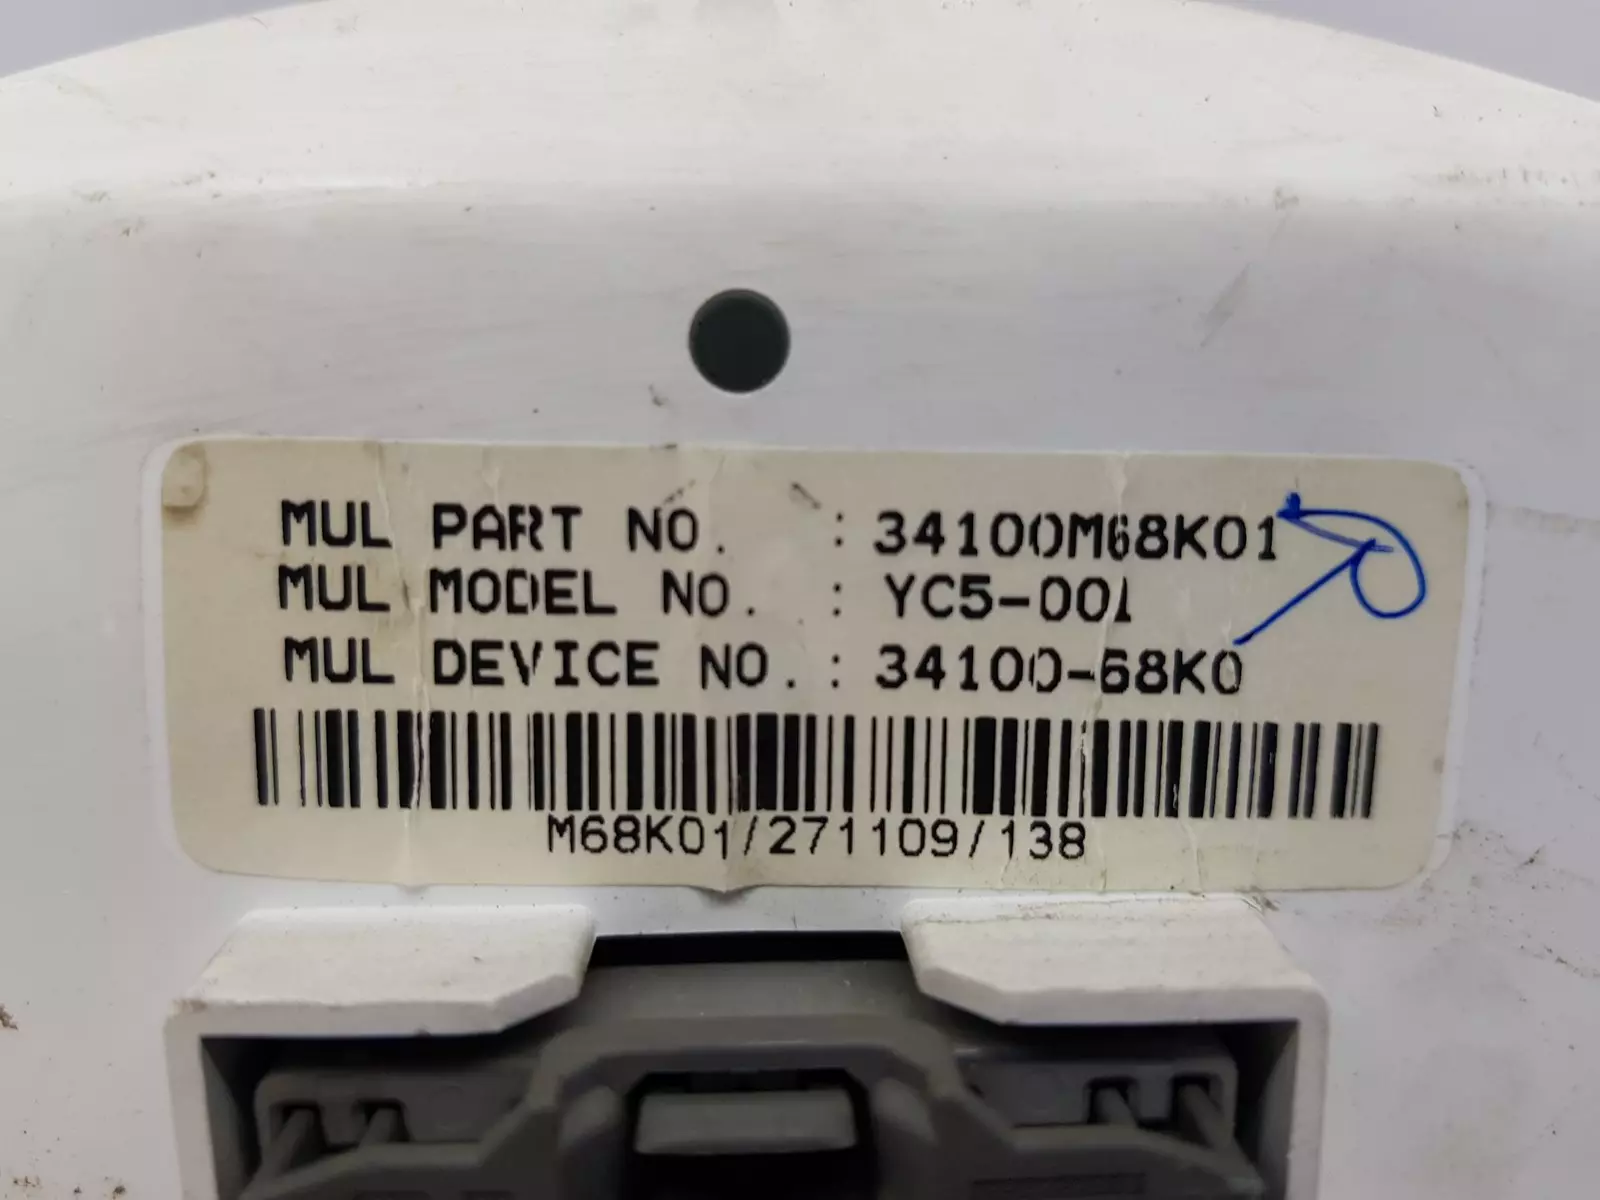 MUL PART NO. : 34100M68K01
MUL MODEL NO. : YC5-001
MUL DEVICE NO. : 34100-68K0
M68K01/271109/138